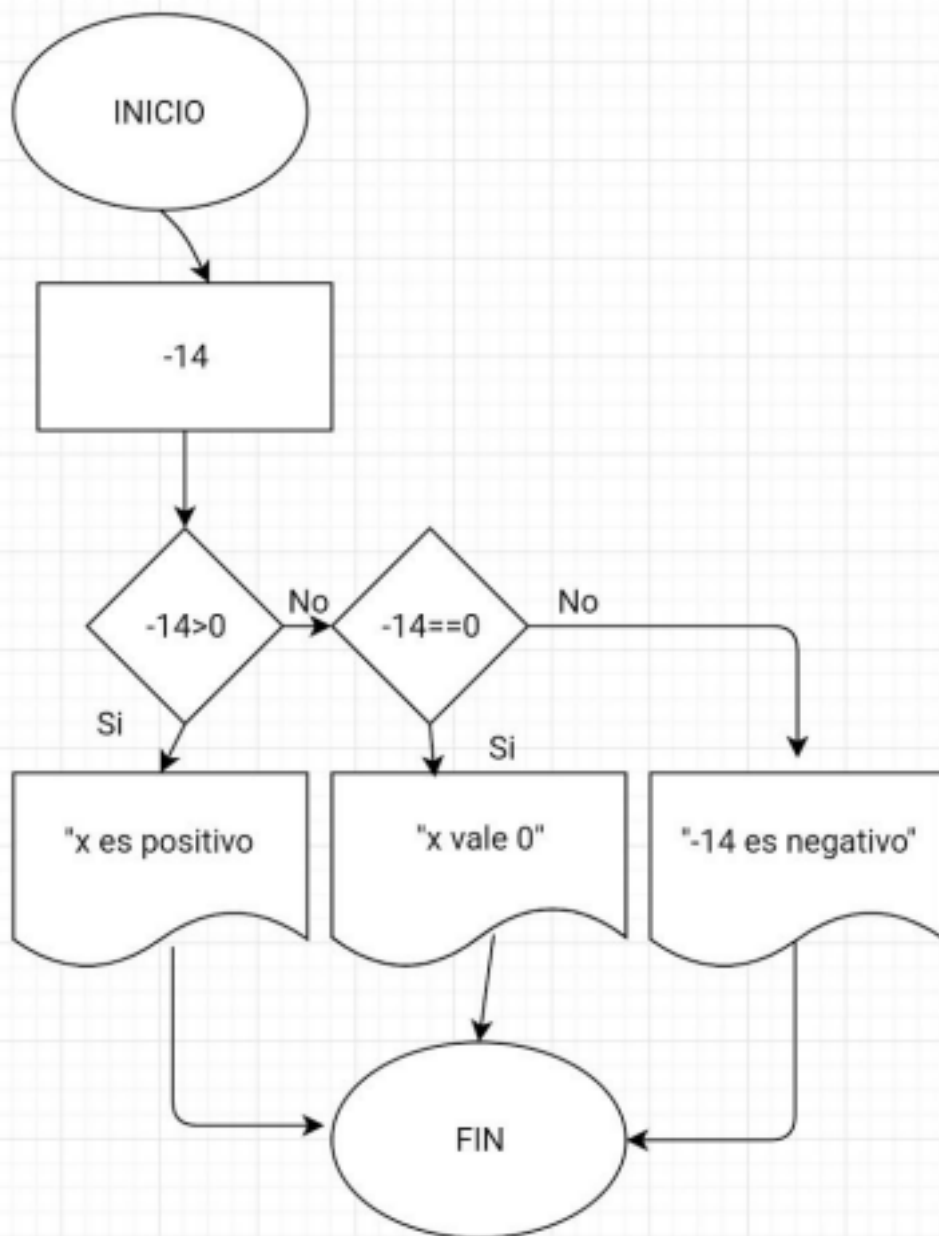 INICIO
-14
-14>0
No
-14==0
No
Si
Si
"x es positivo
"x vale 0"
"-14 es negativo"
FIN